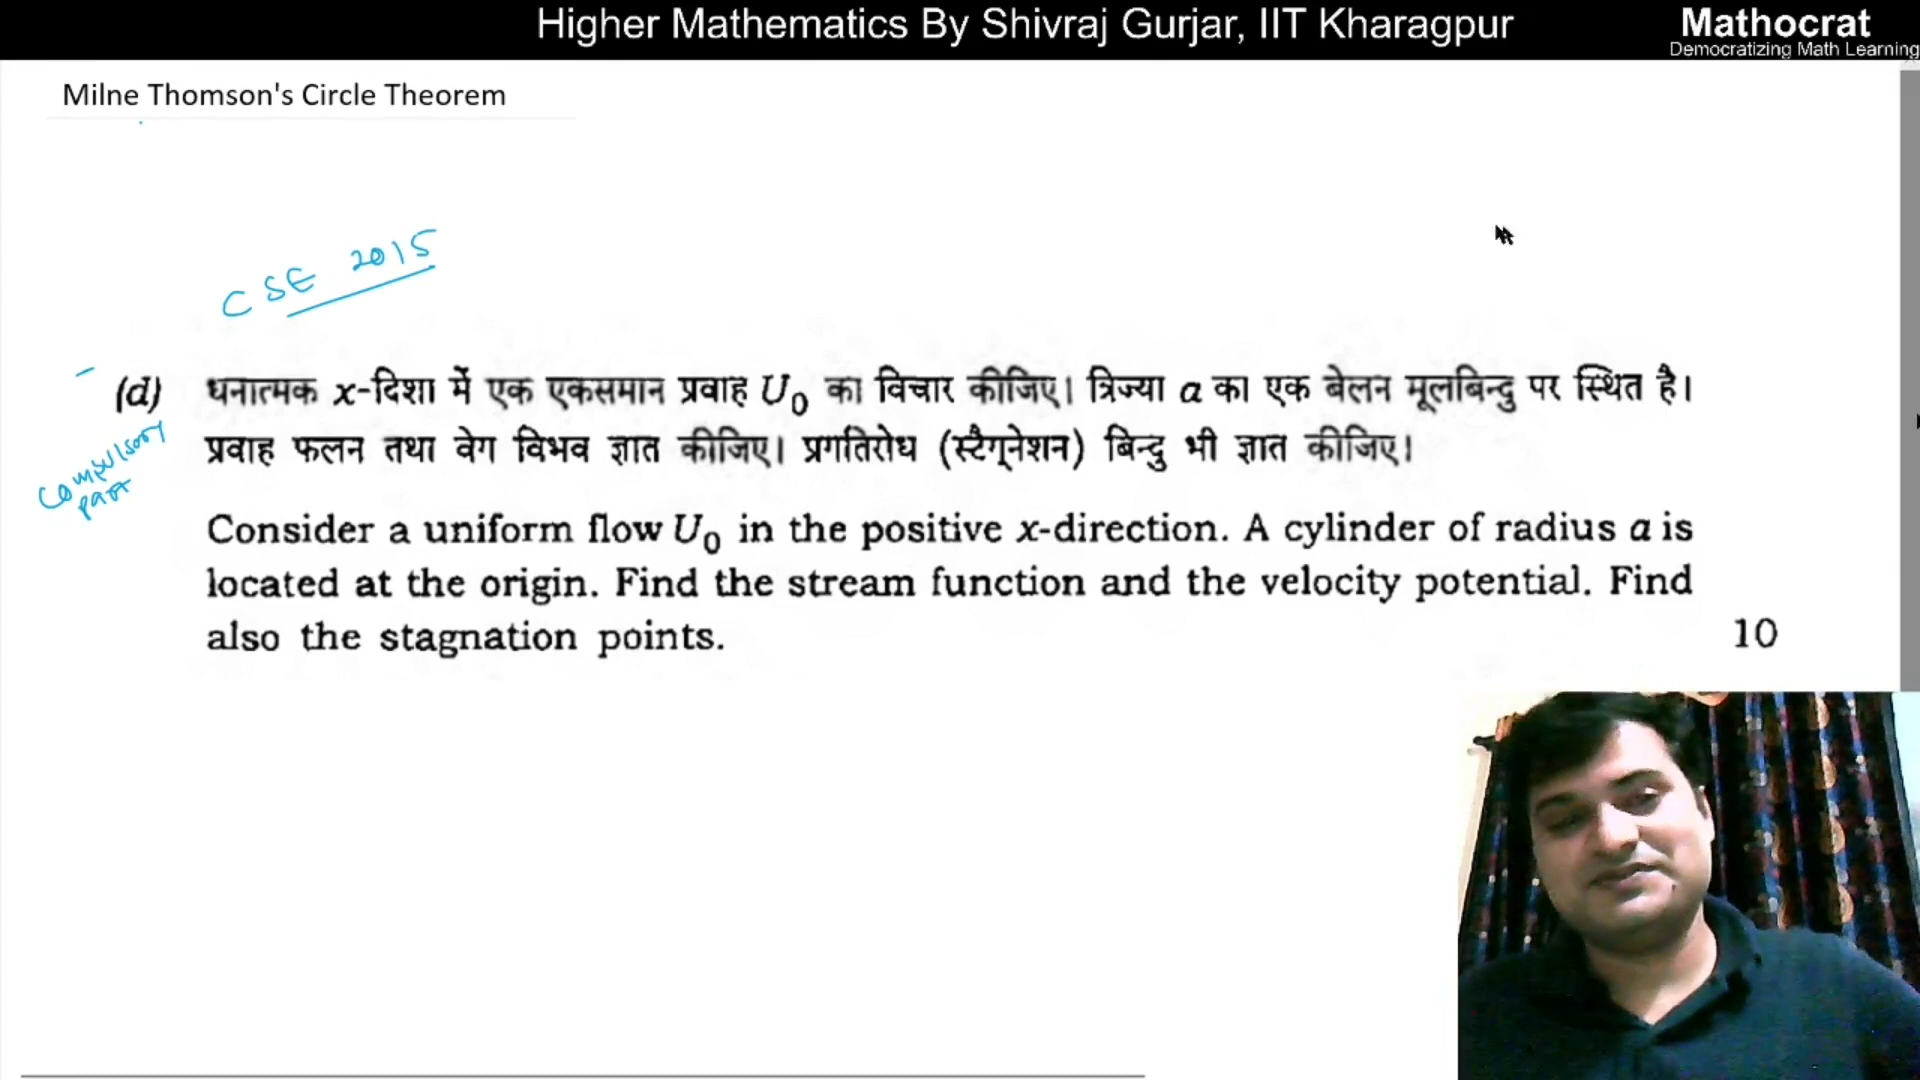 Higher Mathematics By Shivraj Gurjar, IIT Kharagpur
Mathocrat
Democratizing Math Learning
Milne Thomson's Circle Theorem
CSE 2015
(d) धनात्मक x-दिशा में एक एकसमान प्रवाह U₀ का विचार कीजिए। त्रिज्या a का एक बेलन मूलबिन्दु पर स्थित है।
प्रवाह फलन तथा वेग विभव ज्ञात कीजिए। प्रगतिरोध (स्टैग्नेशन) बिन्दु भी ज्ञात कीजिए।
Compulsory
part
Consider a uniform flow U₀ in the positive x-direction. A cylinder of radius a is
located at the origin. Find the stream function and the velocity potential. Find
also the stagnation points. 10